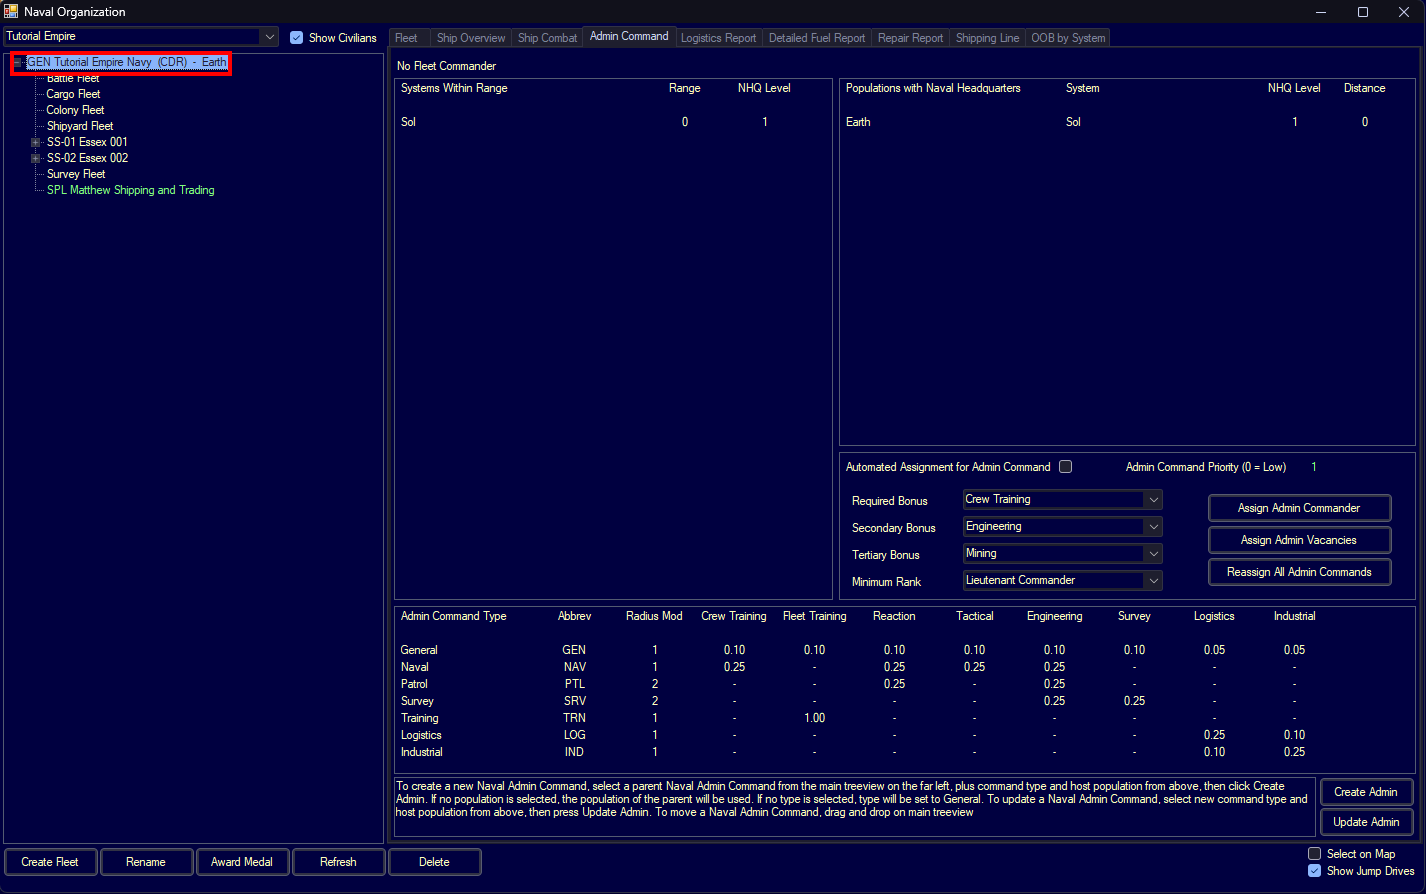 Naval Organization
Tutorial Empire
Show Civilians
Fleet Ship Overview Ship Combat Admin Command Logistics Report Detailed Fuel Report Repair Report Shipping Line OOB by System
GEN Tutorial Empire Navy (CDR) - Earth
Battle Fleet
Cargo Fleet
Colony Fleet
Shipyard Fleet
SS-01 Essex 001
SS-02 Essex 002
Survey Fleet
SPL Matthew Shipping and Trading
No Fleet Commander
Systems Within Range Range NHQ Level
Sol 0 1
Populations with Naval Headquarters System NHQ Level Distance
Earth Sol 1 0
Automated Assignment for Admin Command Admin Command Priority (0 = Low) 1
Required Bonus Crew Training
Secondary Bonus Engineering
Tertiary Bonus Mining
Minimum Rank Lieutenant Commander
Assign Admin Commander
Assign Admin Vacancies
Reassign All Admin Commands
Admin Command Type Abbrev Radius Mod Crew Training Fleet Training Reaction Tactical Engineering Survey Logistics Industrial
General GEN 1 0.10 0.10 0.10 0.10 0.10 0.10 0.05 0.05
Naval NAV 1 0.25 - 0.25 0.25 0.25 - - -
Patrol PTL 2 - - 0.25 - 0.25 - - -
Survey SRV 2 - - - - 0.25 0.25 - -
Training TRN 1 - 1.00 - - - - - -
Logistics LOG 1 - - - - - - 0.25 0.10
Industrial IND 1 - - - - - - 0.10 0.25
To create a new Naval Admin Command, select a parent Naval Admin Command from the main treeview on the far left, plus command type and host population from above, then click Create
Admin. If no population is selected, the population of the parent will be used. If no type is selected, type will be set to General. To update a Naval Admin Command, select new command type and
host population from above, then press Update Admin. To move a Naval Admin Command, drag and drop on main treeview
Create Admin
Update Admin
Create Fleet Rename Award Medal Refresh Delete
Select on Map
Show Jump Drives